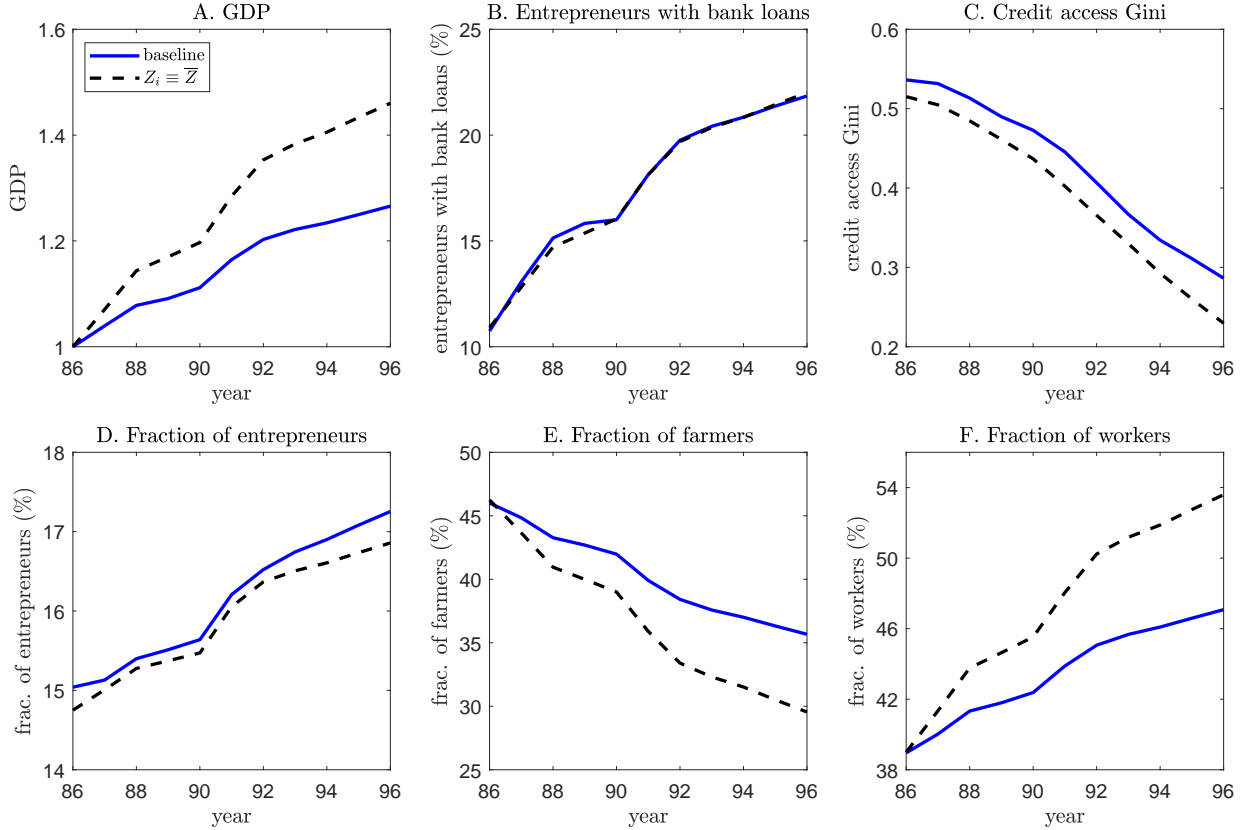 A. GDP
1.6
1.4
1.2
1
GDP
baseline
Z_i ≡ Z̅
86 88 90 92 94 96
year
B. Entrepreneurs with bank loans
25
20
15
10
entrepreneurs with bank loans (%)
86 88 90 92 94 96
year
C. Credit access Gini
0.6
0.5
0.4
0.3
0.2
credit access Gini
86 88 90 92 94 96
year
D. Fraction of entrepreneurs
18
17
16
15
14
frac. of entrepreneurs (%)
86 88 90 92 94 96
year
E. Fraction of farmers
50
45
40
35
30
25
frac. of farmers (%)
86 88 90 92 94 96
year
F. Fraction of workers
54
50
46
42
38
frac. of workers (%)
86 88 90 92 94 96
year